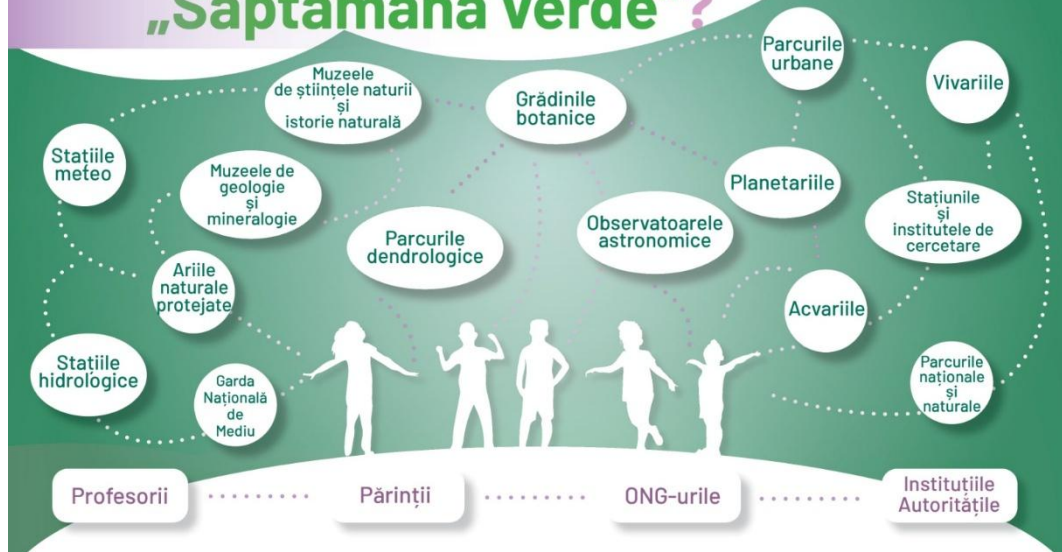 „Săptămâna verde”?
Parcurile
urbane
Muzeele
de științele naturii
și
istorie naturală
Grădinile
botanice
Vivariile
Stațiile
meteo
Muzeele de
geologie
și
mineralogie
Planetariile
Stațiunile
și
institutele de
cercetare
Parcurile
dendrologice
Observatoarele
astronomice
Ariile
naturale
protejate
Acvariile
Stațiile
hidrologice
Garda
Națională
de
Mediu
Parcurile
naționale
și
naturale
Profesorii
Părinții
ONG-urile
Instituțiile
Autoritățile